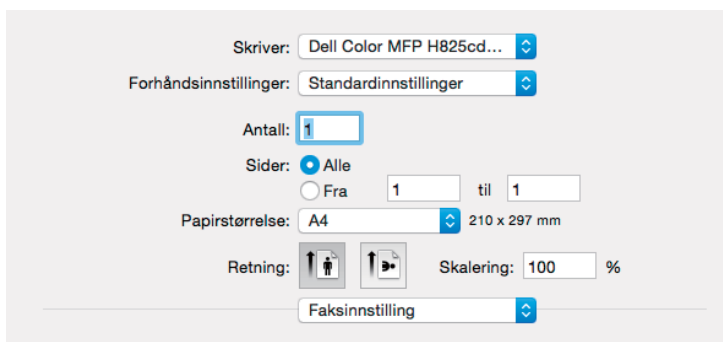 Skriver: Dell Color MFP H825cd...
Forhåndsinnstillinger: Standardinnstillinger
Antall: 1
Sider: Alle
Fra 1 til 1
Papirstørrelse: A4 210 x 297 mm
Retning: Skalering: 100 %
Faksinnstilling